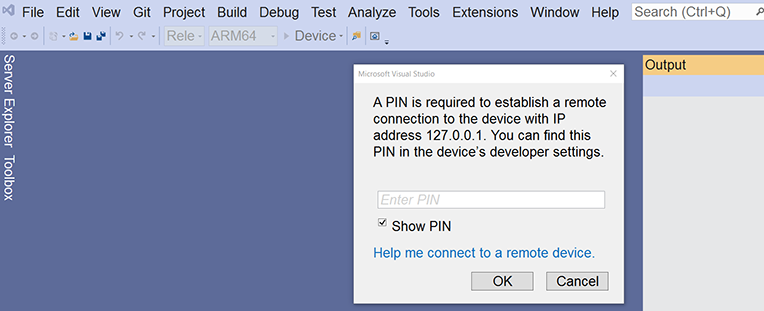 File Edit View Git Project Build Debug Test Analyze Tools Extensions Window Help Search (Ctrl+Q)
Rele ARM64 Device
Server Explorer
Toolbox
Microsoft Visual Studio
A PIN is required to establish a remote
connection to the device with IP
address 127.0.0.1. You can find this
PIN in the device’s developer settings.
Enter PIN
Show PIN
Help me connect to a remote device.
OK Cancel
Output